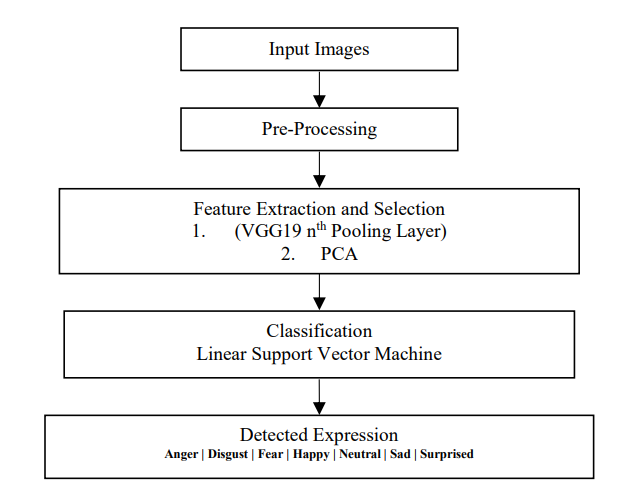 Input Images
Pre-Processing
Feature Extraction and Selection
1. (VGG19 nth Pooling Layer)
2. PCA
Classification
Linear Support Vector Machine
Detected Expression
Anger | Disgust | Fear | Happy | Neutral | Sad | Surprised